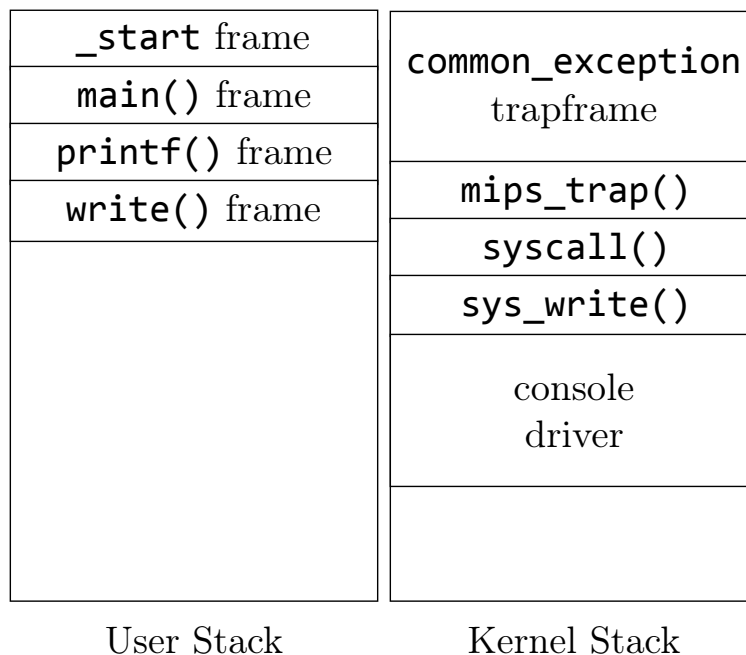 _start frame
main() frame
printf() frame
write() frame
User Stack
common_exception
trapframe
mips_trap()
syscall()
sys_write()
console
driver
Kernel Stack